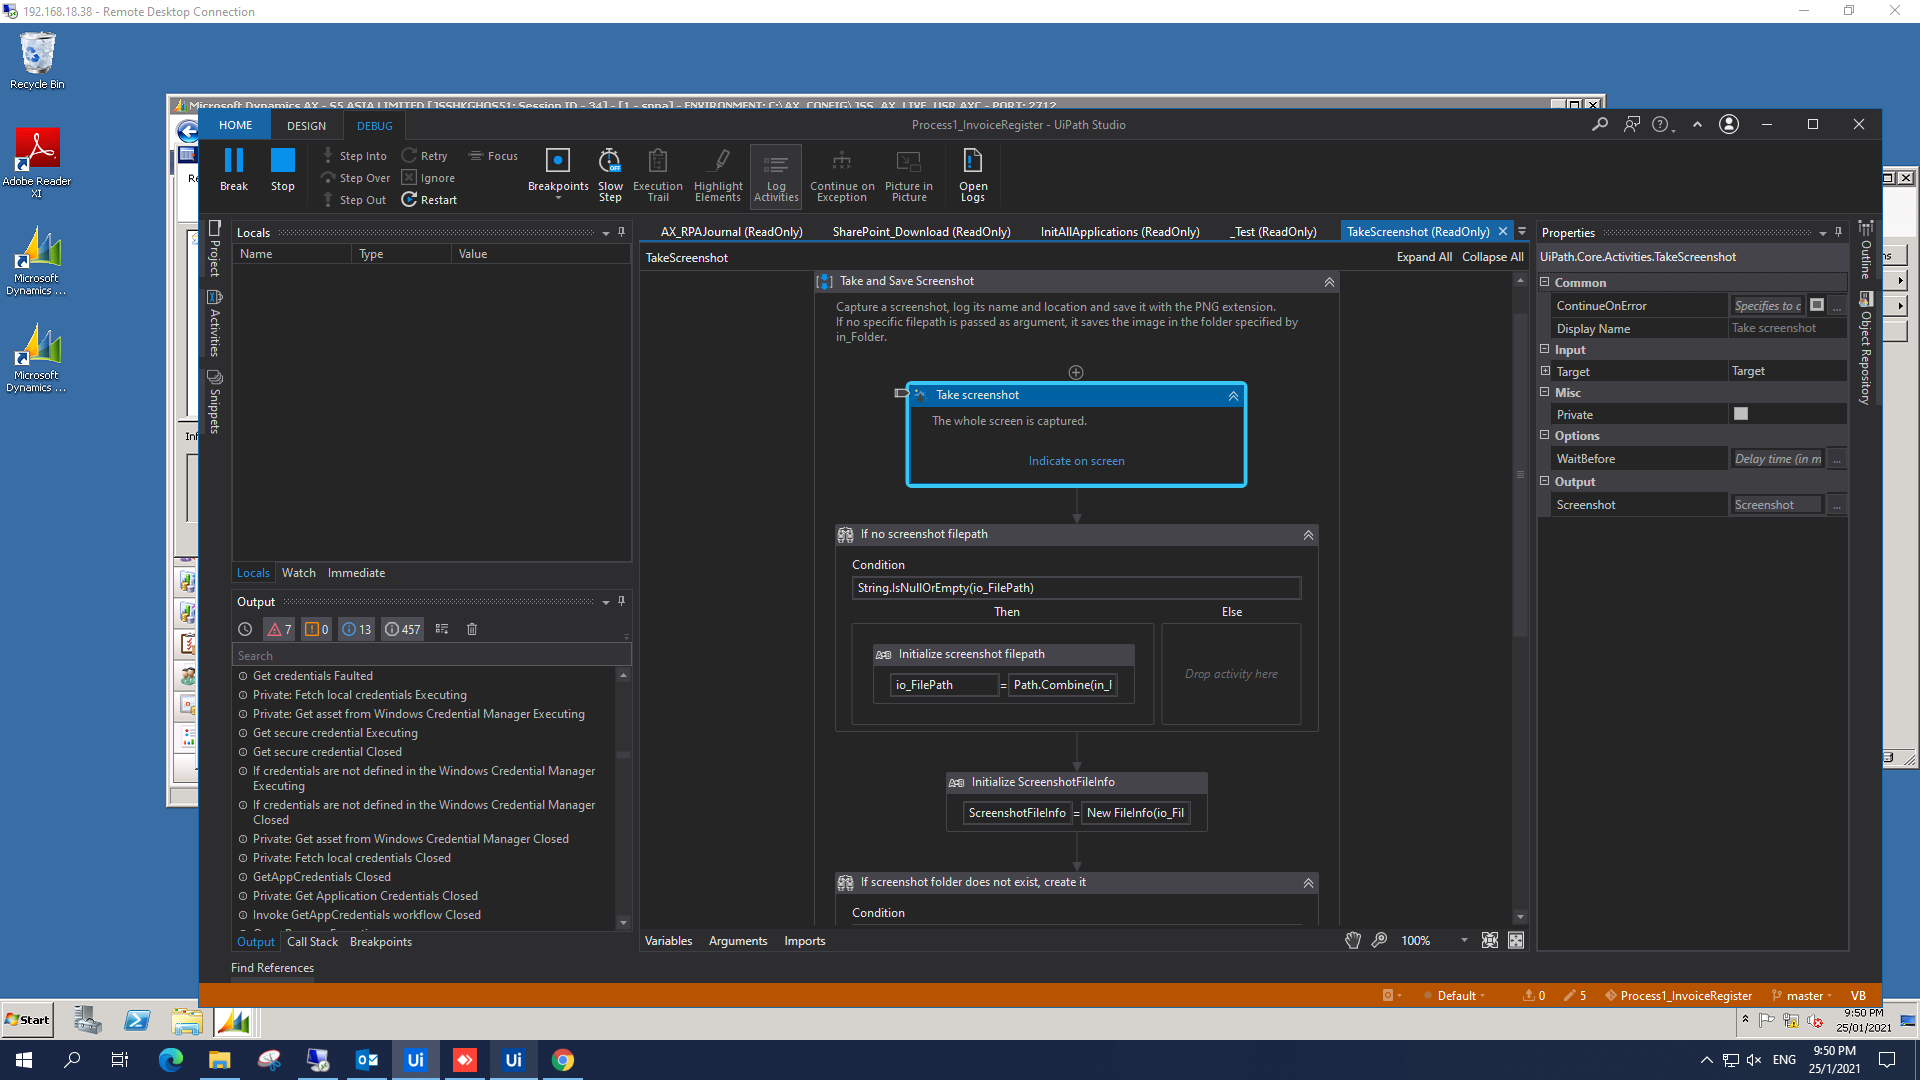 192.168.18.38 - Remote Desktop Connection
Recycle Bin
Adobe Reader XI
Microsoft Dynamics ...
Microsoft Dynamics ...
Microsoft Dynamics AX - S5 ASIA LIMITED [JSSHKGHOS51: Session ID - 34] - [1 - sppa] - ENVIRONMENT: C:\AX_CONFIG\JSS_AX_LIVE_USR.AXC - PORT: 2712
HOME
DESIGN
DEBUG
Process1_InvoiceRegister - UiPath Studio
Break
Stop
Step Into
Step Over
Step Out
Retry
Ignore
Restart
Focus
Breakpoints
Slow Step
Execution Trail
Highlight Elements
Log Activities
Continue on Exception
Picture in Picture
Open Logs
Project
Activities
Snippets
Locals
Name Type Value
Locals Watch Immediate
Output
7 0 13 457
Search
Get credentials Faulted
Private: Fetch local credentials Executing
Private: Get asset from Windows Credential Manager Executing
Get secure credential Executing
Get secure credential Closed
If credentials are not defined in the Windows Credential Manager
Executing
If credentials are not defined in the Windows Credential Manager
Closed
Private: Get asset from Windows Credential Manager Closed
Private: Fetch local credentials Closed
GetAppCredentials Closed
Private: Get Application Credentials Closed
Invoke GetAppCredentials workflow Closed
Output Call Stack Breakpoints
Find References
AX_RPAJournal (ReadOnly) SharePoint_Download (ReadOnly) InitAllApplications (ReadOnly) _Test (ReadOnly) TakeScreenshot (ReadOnly)
TakeScreenshot
Expand All Collapse All
Take and Save Screenshot
Capture a screenshot, log its name and location and save it with the PNG extension.
If no specific filepath is passed as argument, it saves the image in the folder specified by
in_Folder.
Take screenshot
The whole screen is captured.
Indicate on screen
If no screenshot filepath
Condition
String.IsNullOrEmpty(io_FilePath)
Then Else
Initialize screenshot filepath
io_FilePath = Path.Combine(in_F
Drop activity here
Initialize ScreenshotFileInfo
ScreenshotFileInfo = New FileInfo(io_Fil
If screenshot folder does not exist, create it
Condition
Variables Arguments Imports
100%
Properties
UiPath.Core.Activities.TakeScreenshot
Common
ContinueOnError Specifies to c ...
Display Name Take screenshot
Input
Target Target
Misc
Private
Options
WaitBefore Delay time (in m ...
Output
Screenshot Screenshot ...
Outline
Object Repository
Default 0 5 Process1_InvoiceRegister master VB
Start
9:50 PM
25/01/2021
Ui
Ui
ENG
9:50 PM
25/1/2021